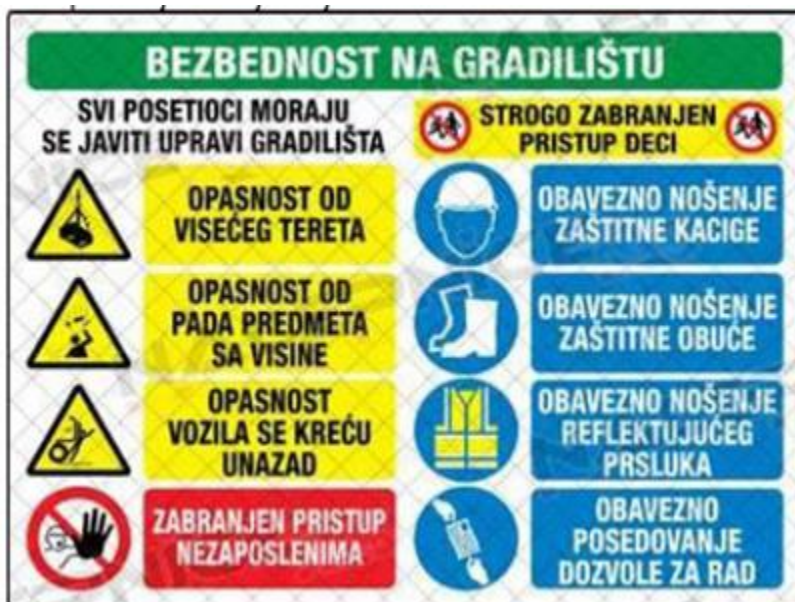 BEZBEDNOST NA GRADILIŠTU
SVI POSETIOCI MORAJU
SE JAVITI UPRAVI GRADILIŠTA
STROGO ZABRANJEN
PRISTUP DECI
OPASNOST OD
VISEĆEG TERETA
OBAVEZNO NOŠENJE
ZAŠTITNE KACIGE
OPASNOST OD
PADA PREDMETA
SA VISINE
OBAVEZNO NOŠENJE
ZAŠTITNE OBUĆE
OPASNOST
VOZILA SE KREĆU
UNAZAD
OBAVEZNO NOŠENJE
REFLEKTUJUĆEG
PRSLUKA
ZABRANJEN PRISTUP
NEZAPOSLENIMA
OBAVEZNO
POSEDOVANJE
DOZVOLE ZA RAD